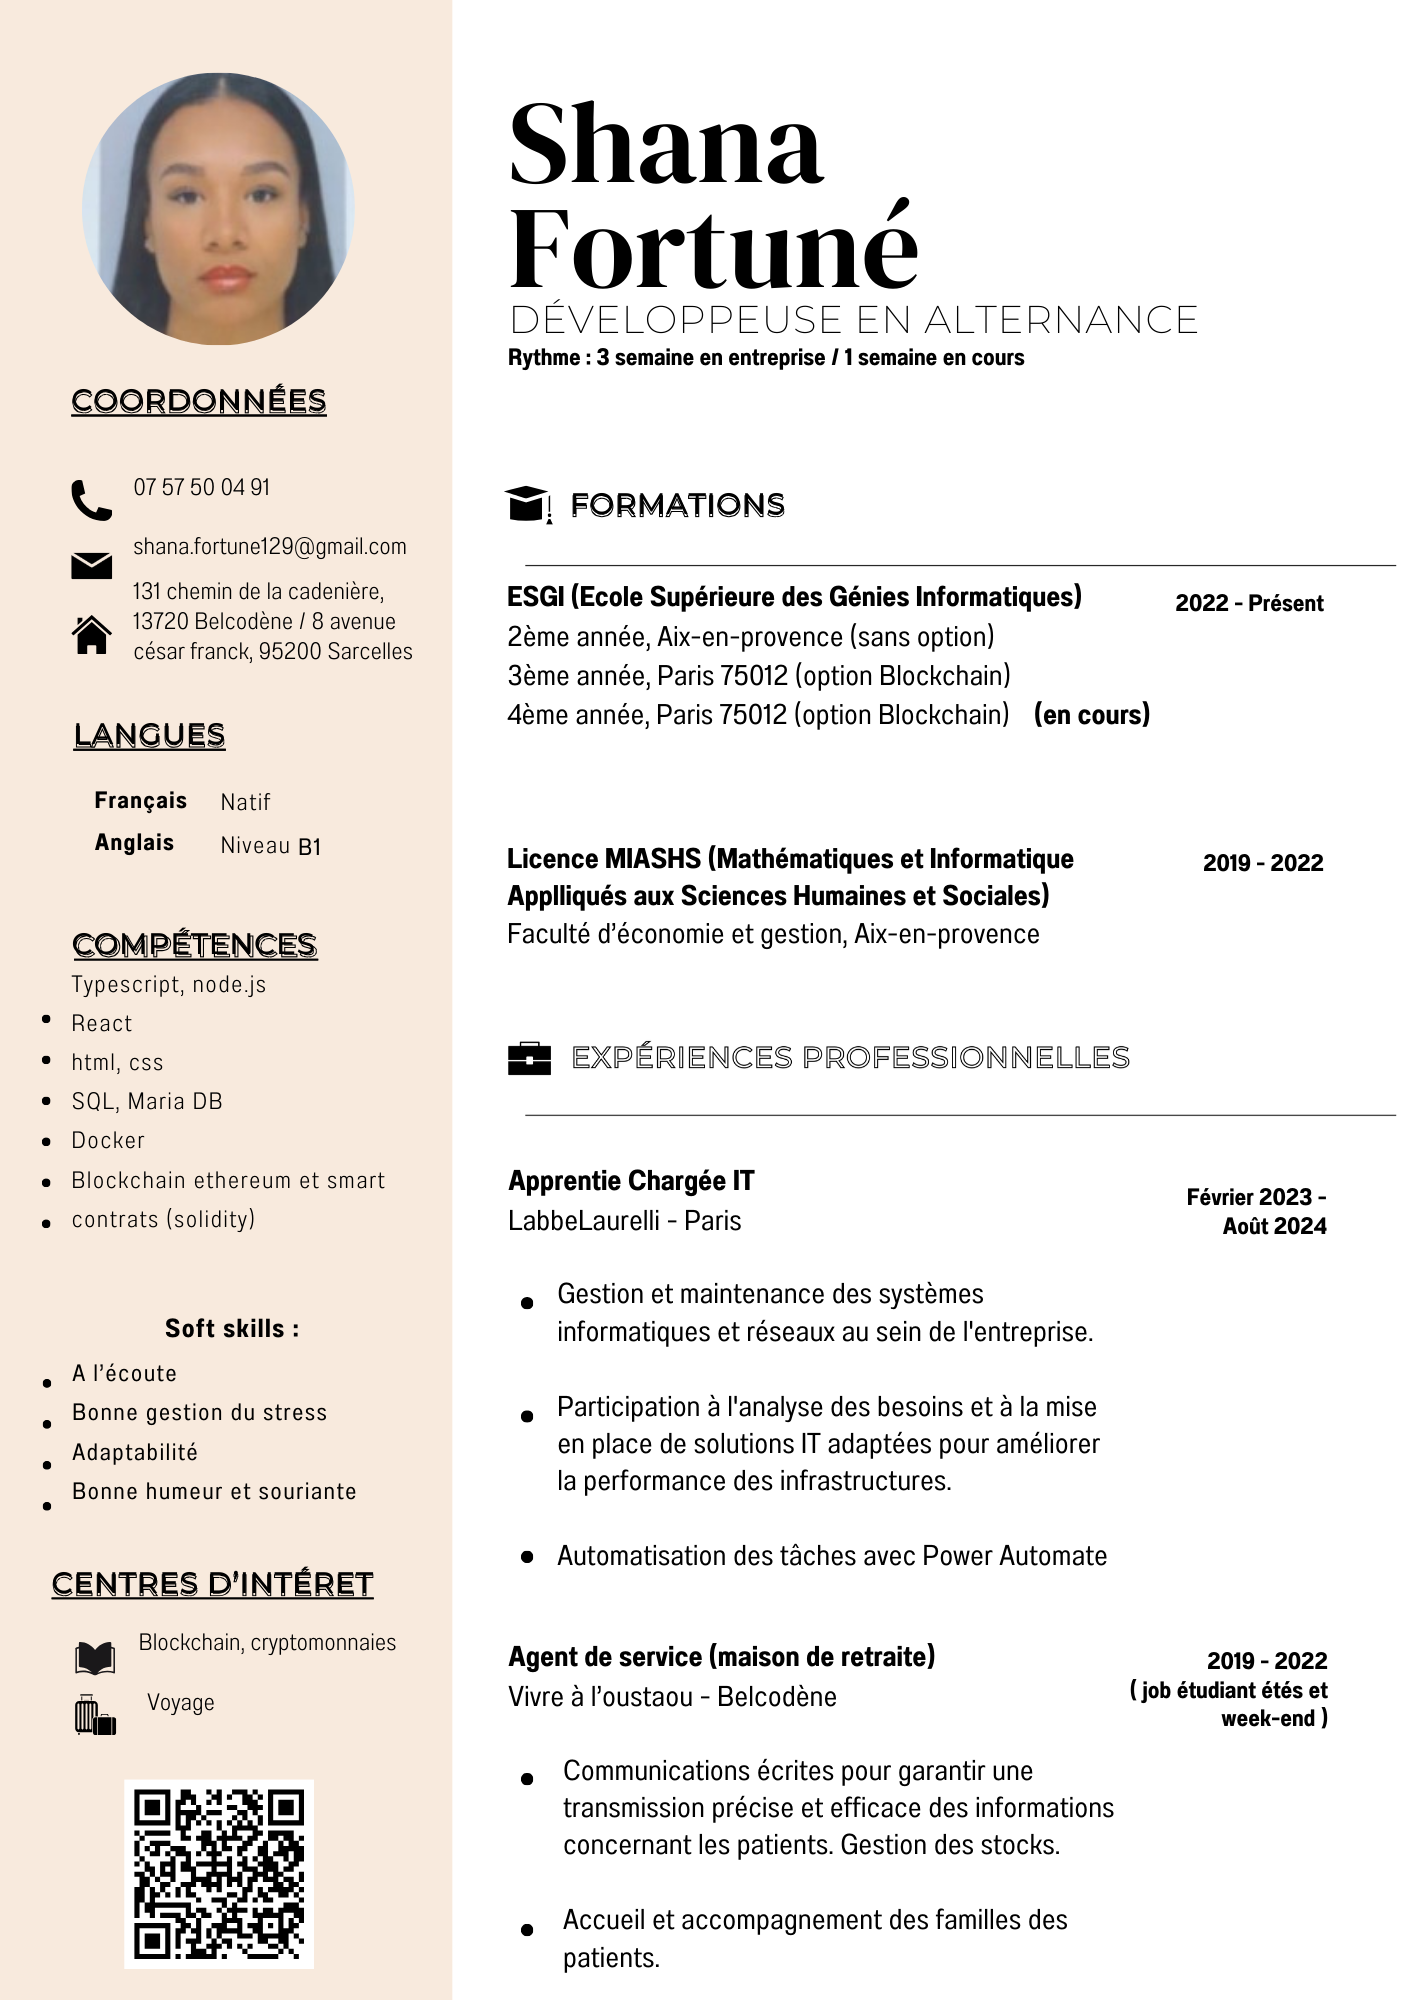 Shana
Fortuné
DÉVELOPPEUSE EN ALTERNANCE
Rythme : 3 semaine en entreprise / 1 semaine en cours
COORDONNÉES
07 57 50 04 91
shana.fortune129@gmail.com
131 chemin de la cadenière,
13720 Belcodène / 8 avenue
césar franck, 95200 Sarcelles
LANGUES
Français Natif
Anglais Niveau B1
COMPÉTENCES
Typescript, node.js
• React
• html, css
• SQL, Maria DB
• Docker
• Blockchain ethereum et smart
• contrats (solidity)
Soft skills :
• A l’écoute
• Bonne gestion du stress
• Adaptabilité
• Bonne humeur et souriante
CENTRES D’INTÉRET
Blockchain, cryptomonnaies
Voyage
FORMATIONS
ESGI (Ecole Supérieure des Génies Informatiques) 2022 - Présent
2ème année, Aix-en-provence (sans option)
3ème année, Paris 75012 (option Blockchain)
4ème année, Paris 75012 (option Blockchain) (en cours)
Licence MIASHS (Mathématiques et Informatique 2019 - 2022
Applliqués aux Sciences Humaines et Sociales)
Faculté d’économie et gestion, Aix-en-provence
EXPÉRIENCES PROFESSIONNELLES
Apprentie Chargée IT
LabbeLaurelli - Paris
Février 2023 -
Août 2024
• Gestion et maintenance des systèmes
informatiques et réseaux au sein de l'entreprise.
• Participation à l'analyse des besoins et à la mise
en place de solutions IT adaptées pour améliorer
la performance des infrastructures.
• Automatisation des tâches avec Power Automate
Agent de service (maison de retraite)
Vivre à l’oustaou - Belcodène
2019 - 2022
( job étudiant étés et
week-end )
• Communications écrites pour garantir une
transmission précise et efficace des informations
concernant les patients. Gestion des stocks.
• Accueil et accompagnement des familles des
patients.